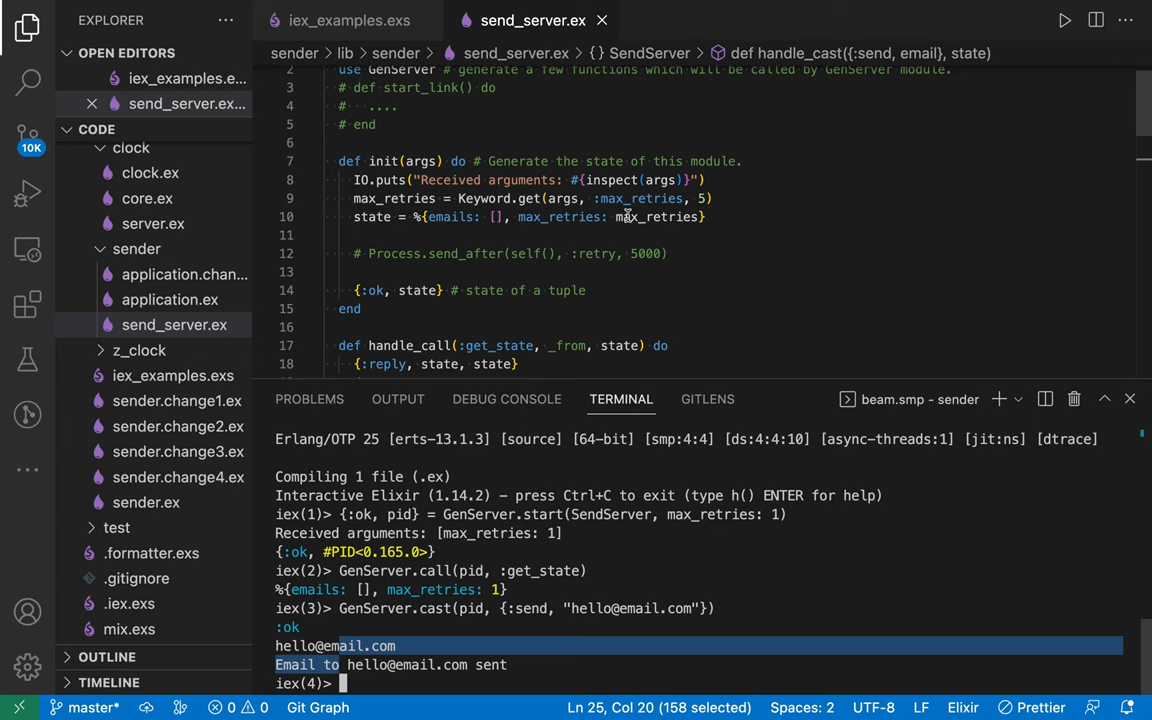 EXPLORER
OPEN EDITORS
iex_examples.e...
send_server.ex...
CODE
clock
clock.ex
core.ex
server.ex
sender
application.chan...
application.ex
send_server.ex
z_clock
iex_examples.exs
sender.change1.ex
sender.change2.ex
sender.change3.ex
sender.change4.ex
sender.ex
test
.formatter.exs
.gitignore
.iex.exs
mix.exs
OUTLINE
TIMELINE
10K
iex_examples.exs
send_server.ex
sender > lib > sender > send_server.ex > {} SendServer > def handle_cast({:send, email}, state)
2 use GenServer # generate a few functions which will be called by GenServer module.
3 # def start_link() do
4 # ....
5 # end
6
7 def init(args) do # Generate the state of this module.
8 IO.puts("Received arguments: #{inspect(args)}")
9 max_retries = Keyword.get(args, :max_retries, 5)
10 state = %{emails: [], max_retries: max_retries}
11
12 # Process.send_after(self(), :retry, 5000)
13
14 {:ok, state} # state of a tuple
15 end
16
17 def handle_call(:get_state, _from, state) do
18 {:reply, state, state}
PROBLEMS OUTPUT DEBUG CONSOLE TERMINAL GITLENS
beam.smp - sender
Erlang/OTP 25 [erts-13.1.3] [source] [64-bit] [smp:4:4] [ds:4:4:10] [async-threads:1] [jit:ns] [dtrace]
Compiling 1 file (.ex)
Interactive Elixir (1.14.2) - press Ctrl+C to exit (type h() ENTER for help)
iex(1)> {:ok, pid} = GenServer.start(SendServer, max_retries: 1)
Received arguments: [max_retries: 1]
{:ok, #PID<0.165.0>}
iex(2)> GenServer.call(pid, :get_state)
%{emails: [], max_retries: 1}
iex(3)> GenServer.cast(pid, {:send, "hello@email.com"})
:ok
hello@email.com
Email to hello@email.com sent
iex(4)>
master* 0 0 Git Graph Ln 25, Col 20 (158 selected) Spaces: 2 UTF-8 LF Elixir Prettier